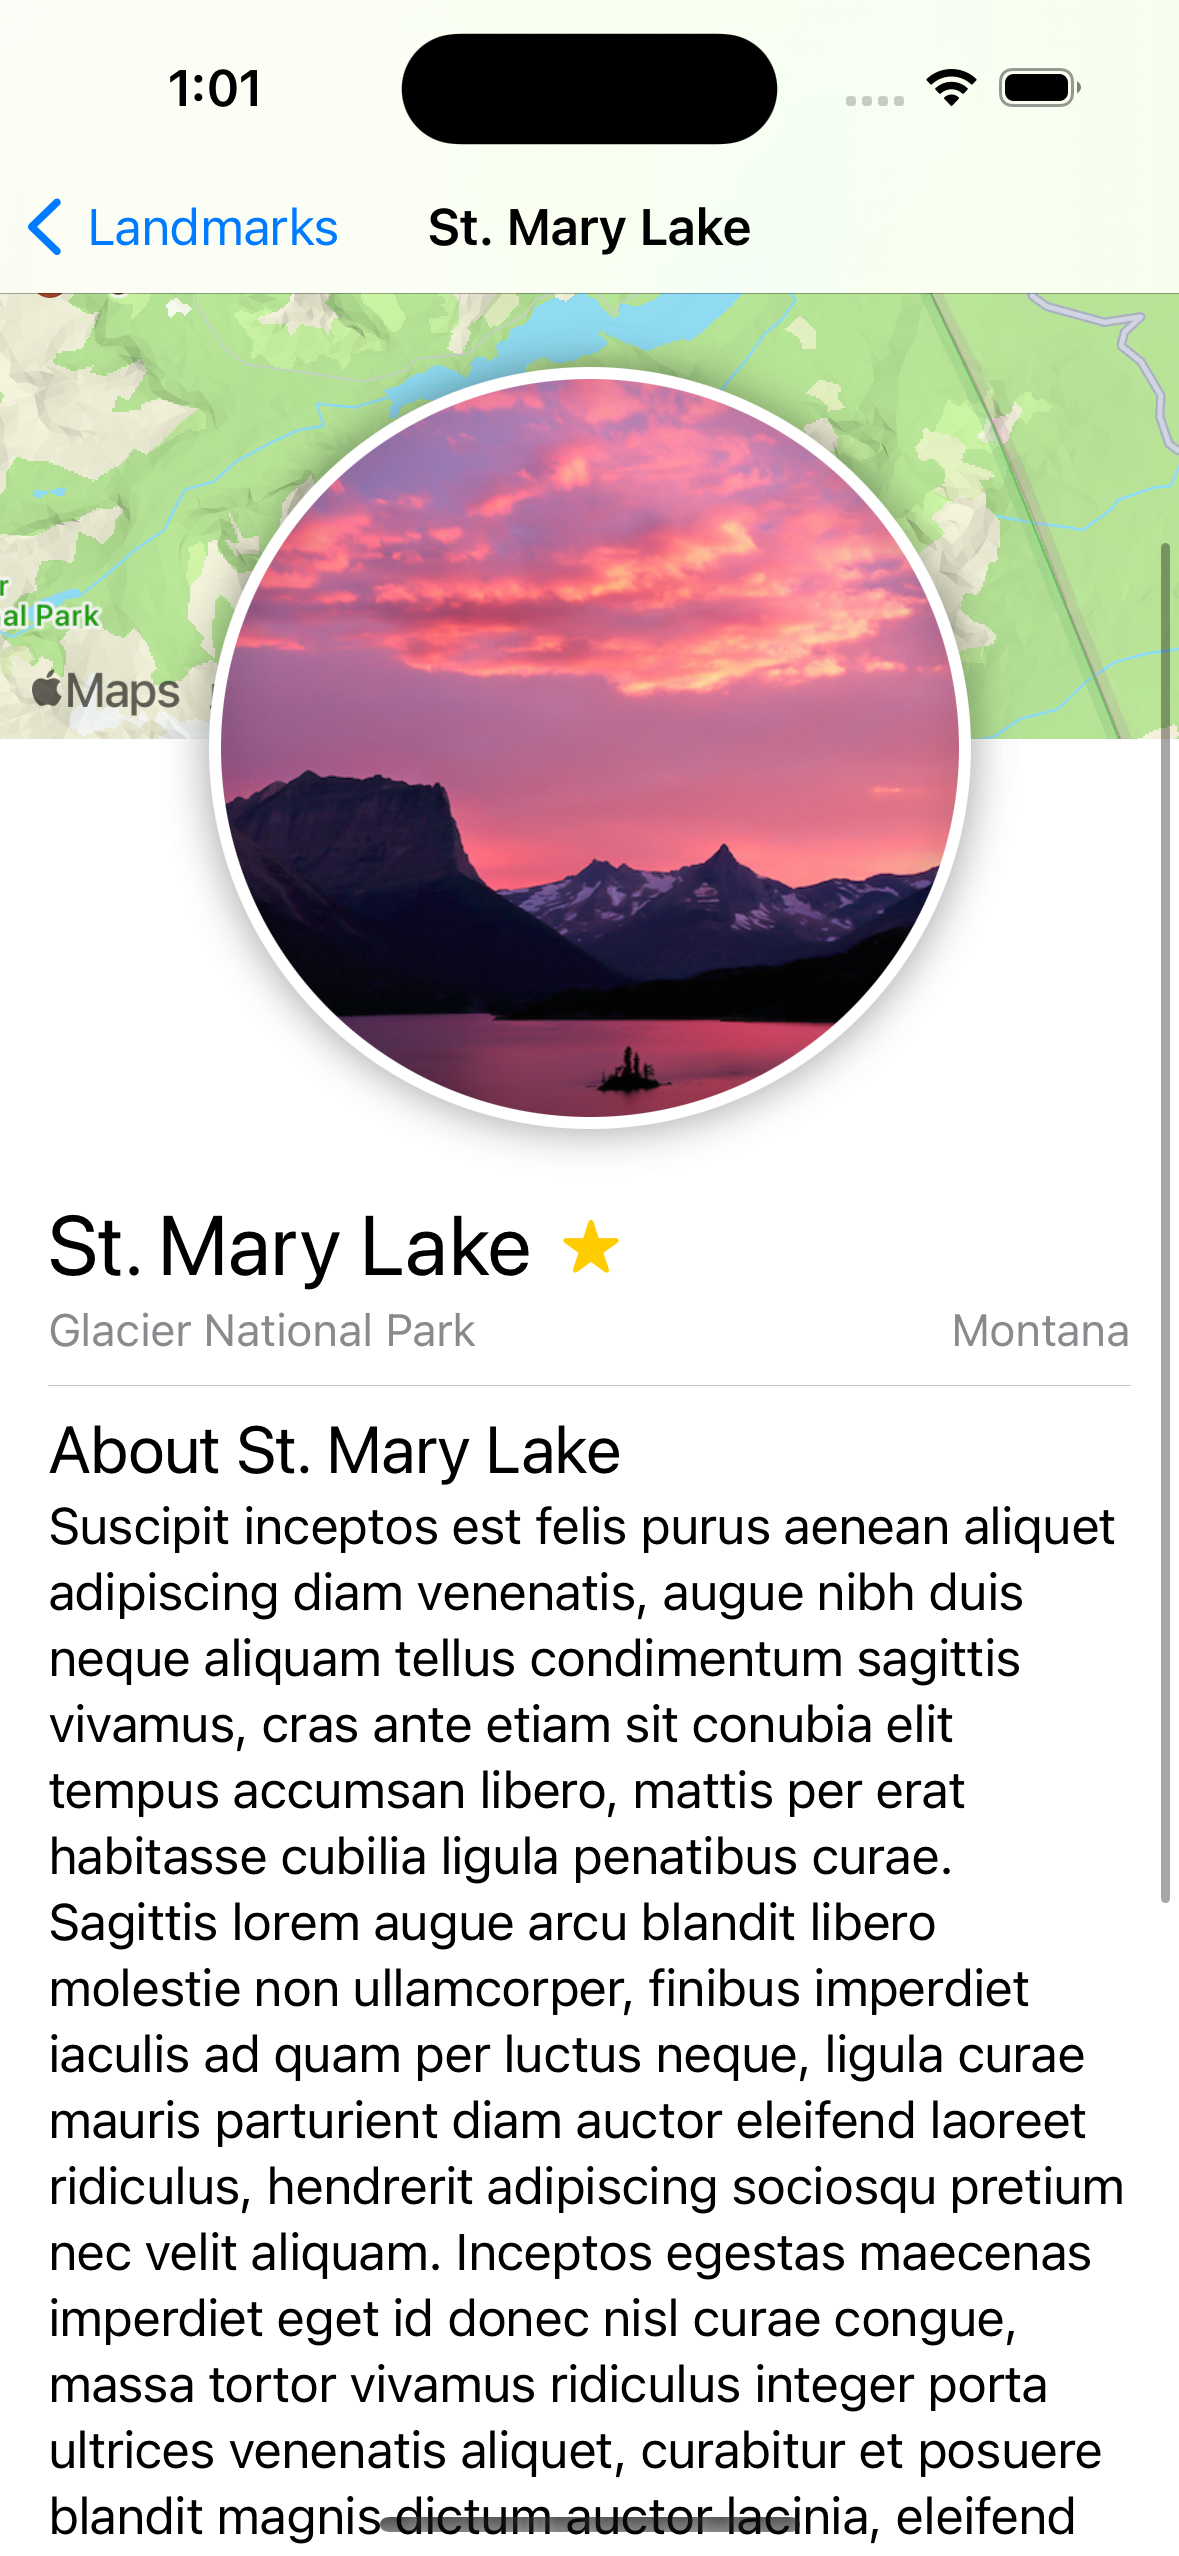 1:01
Landmarks
St. Mary Lake
al Park
Maps
St. Mary Lake
Glacier National Park
Montana
About St. Mary Lake
Suscipit inceptos est felis purus aenean aliquet
adipiscing diam venenatis, augue nibh duis
neque aliquam tellus condimentum sagittis
vivamus, cras ante etiam sit conubia elit
tempus accumsan libero, mattis per erat
habitasse cubilia ligula penatibus curae.
Sagittis lorem augue arcu blandit libero
molestie non ullamcorper, finibus imperdiet
iaculis ad quam per luctus neque, ligula curae
mauris parturient diam auctor eleifend laoreet
ridiculus, hendrerit adipiscing sociosqu pretium
nec velit aliquam. Inceptos egestas maecenas
imperdiet eget id donec nisl curae congue,
massa tortor vivamus ridiculus integer porta
ultrices venenatis aliquet, curabitur et posuere
blandit magnis dictum auctor lacinia, eleifend